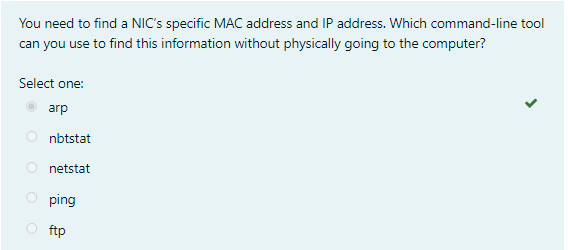 You need to find a NIC's specific MAC address and IP address. Which command-line tool
can you use to find this information without physically going to the computer?
Select one:
arp
nbtstat
netstat
ping
ftp